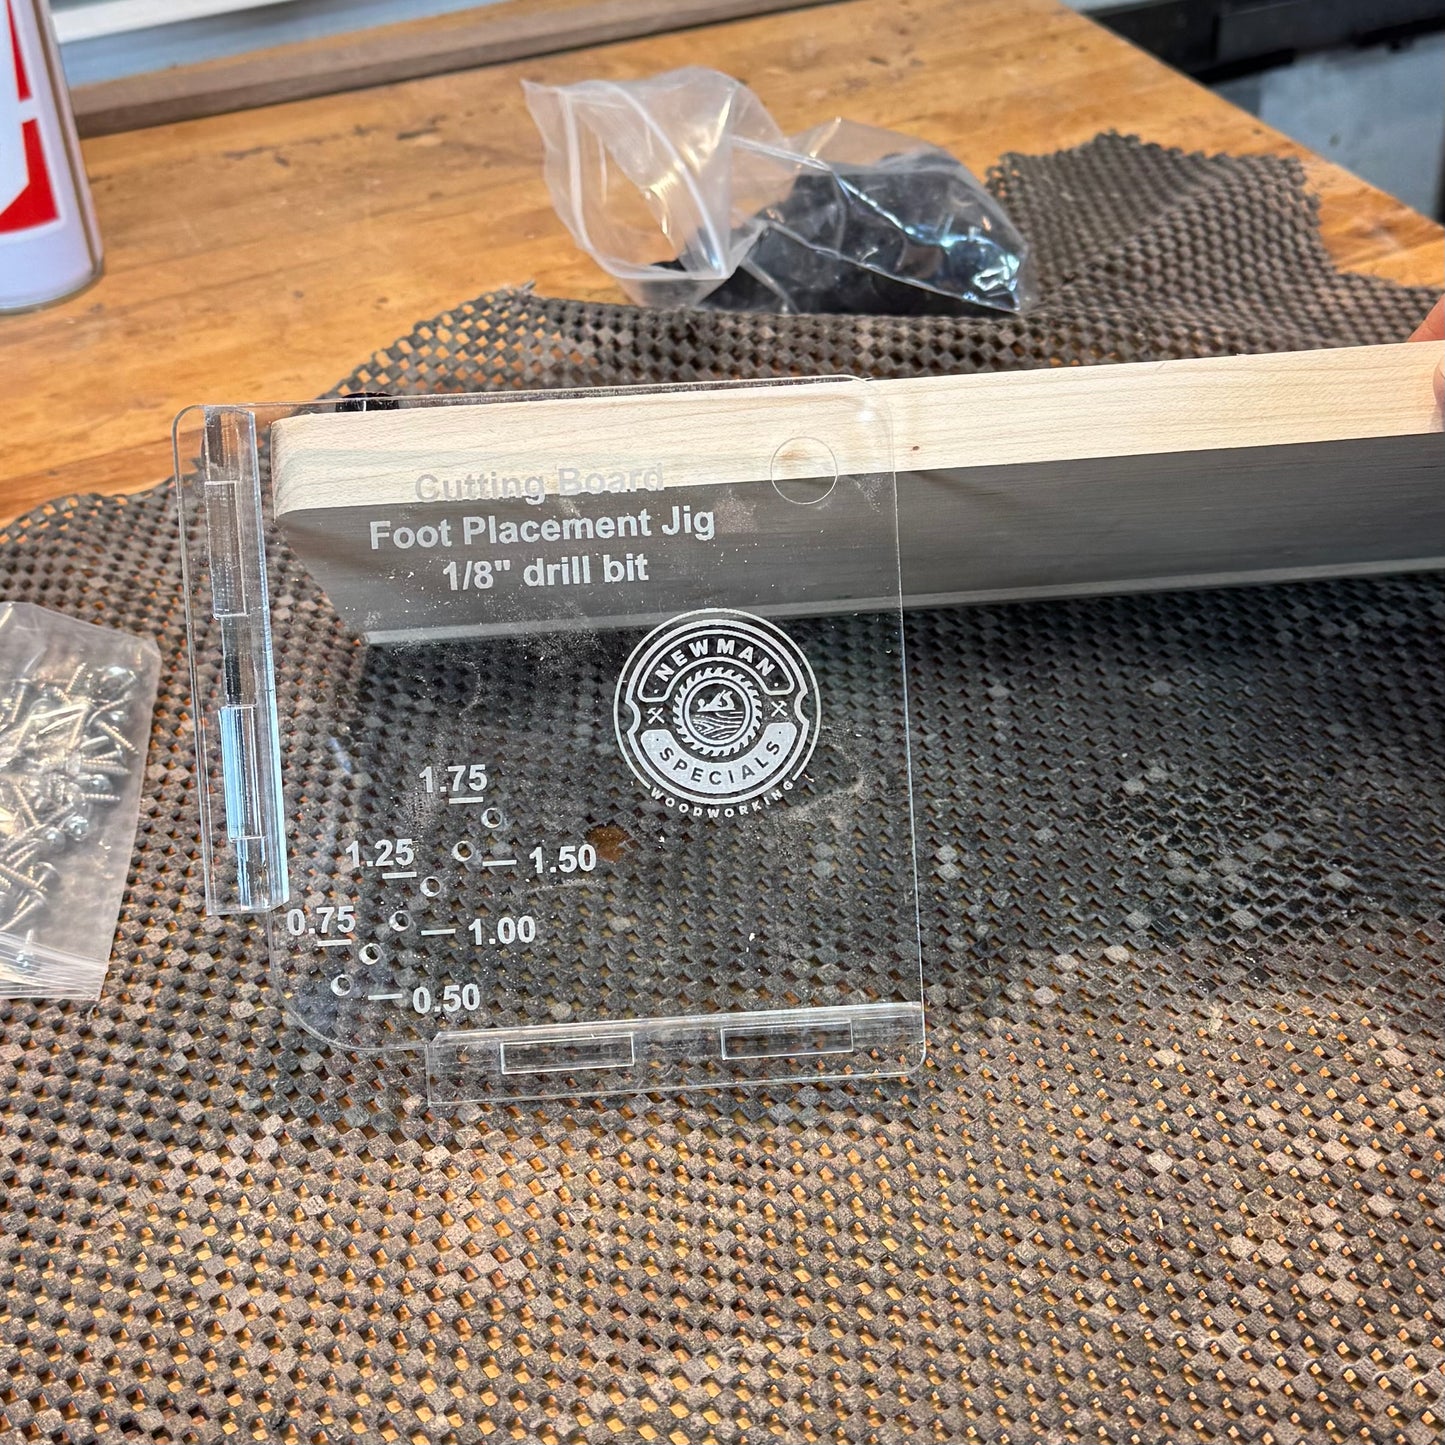 Cutting Board
Foot Placement Jig
1/8" drill bit
NEWMAN
SPECIALS
WOODWORKING
1.75
1.25
1.50
0.75
1.00
0.50